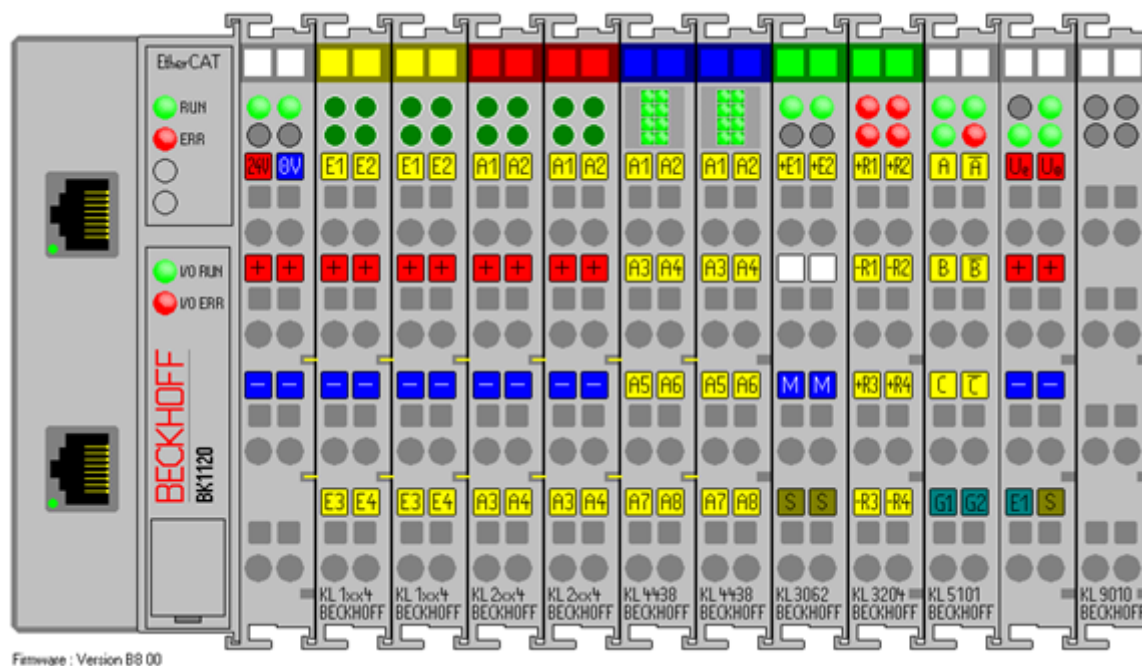 EtherCAT
RUN
ERR
24V 0V E1 E2 E1 E2 A1 A2 A1 A2 A1 A2 A1 A2 +E1 +E2 +R1 +R2 A A Ue Ue
I/O RUN
+ + + + + + + + + + A3 A4 A3 A4 -R1 -R2 B B + +
I/O ERR
BECKHOFF
BK1120
− − − − − − − − − − A5 A6 A5 A6 M M +R3 +R4 C C − −
E3 E4 E3 E4 A3 A4 A3 A4 A7 A8 A7 A8 S S -R3 -R4 G1 G2 E1 S
KL 1xx4 KL 1xx4 KL 2xx4 KL 2xx4 KL 4438 KL 4438 KL3062 KL 3204 KL 5101 KL 9010
BECKHOFF BECKHOFF BECKHOFF BECKHOFF BECKHOFF BECKHOFF BECKHOFF BECKHOFF BECKHOFF BECKHOFF
Firmware : Version B8 00